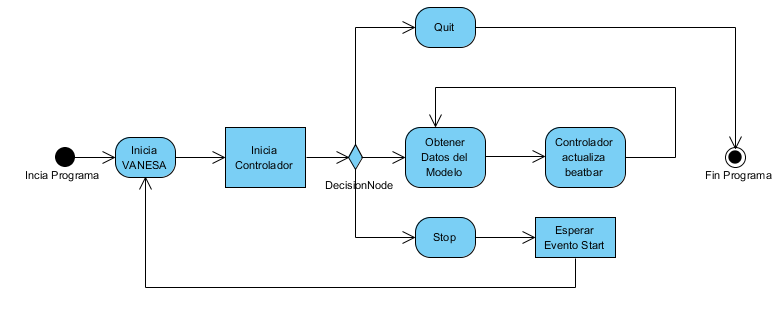 Quit
Inicia
VANESA
Inicia
Controlador
Obtener
Datos del
Modelo
Controlador
actualiza
beatbar
Incia Programa
DecisionNode
Fin Programa
Stop
Esperar
Evento Start